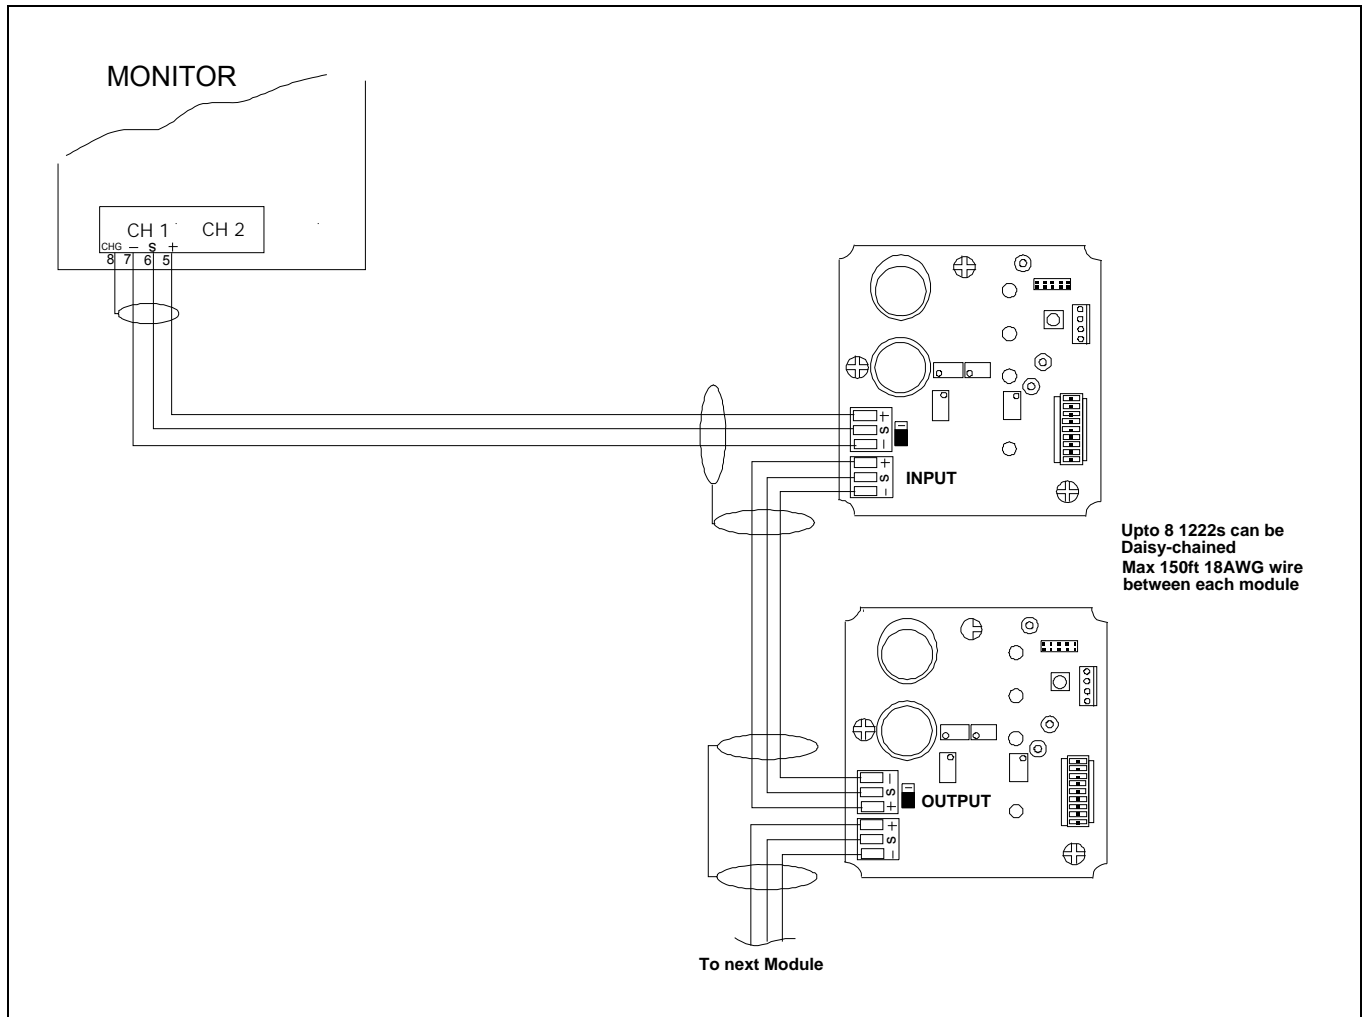 MONITOR
CH 1 CH 2
CHG − S +
8 7 6 5
+
S
−
+
S
−
INPUT
Upto 8 1222s can be
Daisy-chained
Max 150ft 18AWG wire
between each module
−
S
+
OUTPUT
+
S
−
To next Module